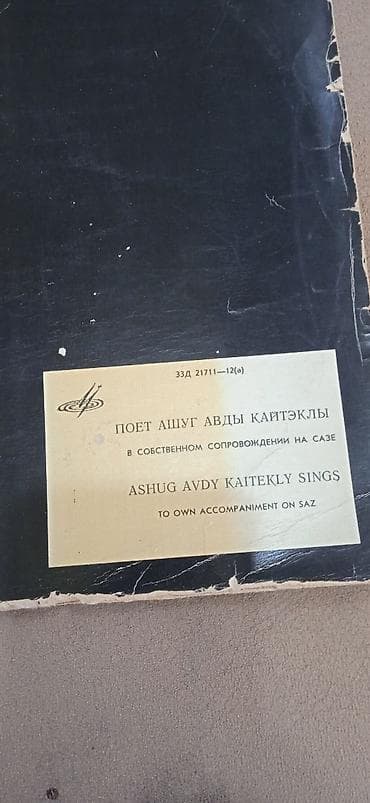 33Д 21711—12(а)
ПОЕТ АШУГ АВДЫ КАЙТЭКЛЫ
В СОБСТВЕННОМ СОПРОВОЖДЕНИИ НА САЗЕ
ASHUG AVDY KAITEKLY SINGS
TO OWN ACCOMPANIMENT ON SAZ